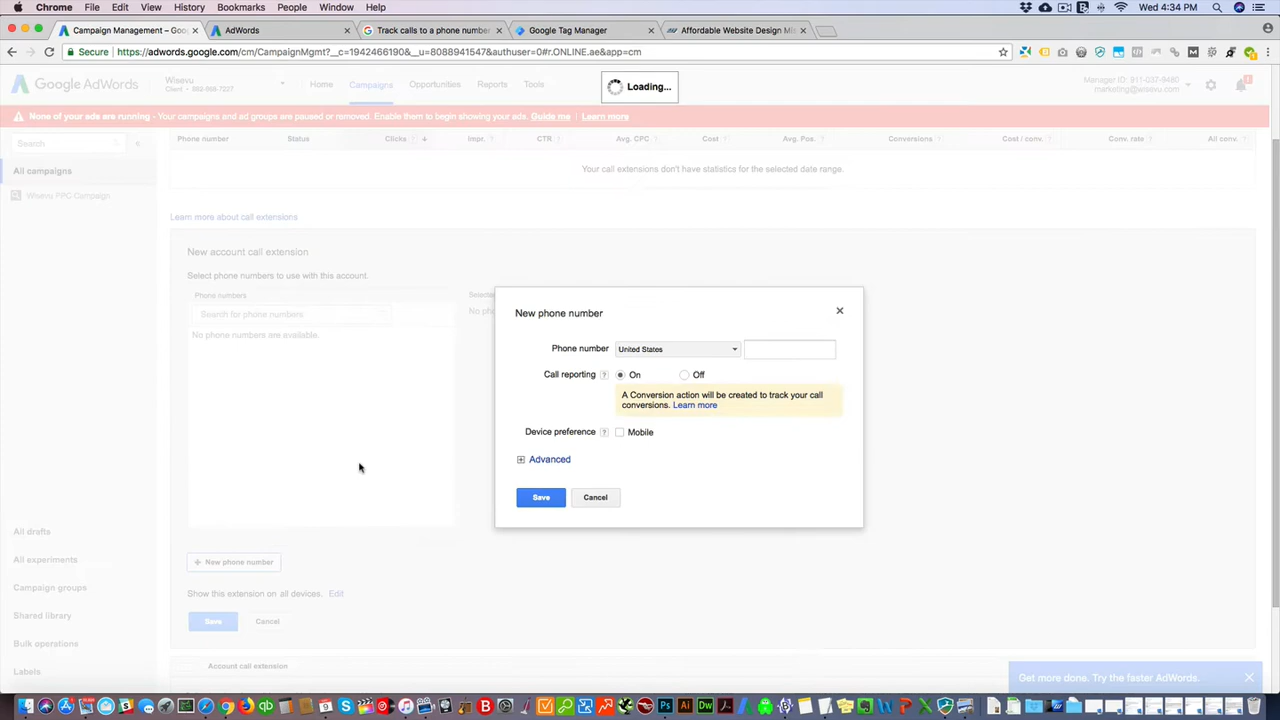 Chrome File Edit View History Bookmarks People Window Help
Wed 4:34 PM
Campaign Management – Goo
AdWords
Track calls to a phone number
Google Tag Manager
Affordable Website Design Mis
Secure https://adwords.google.com/cm/CampaignMgmt?__c=1942466190&__u=8088941547&authuser=0#r.ONLINE.ae&app=cm
Google AdWords
Wisevu
Home Campaigns Opportunities Reports Tools
Loading...
Manager ID: 911-037-9480
marketing@wisevu.com
None of your ads are running - Your campaigns and ad groups are paused or removed. Enable them to begin showing your ads. Guide me Learn more
Search
Phone number Status Clicks Impr. ? CTR ? Avg. CPC ? Cost ? Avg. Pos. ? Conversions ? Cost / conv. ? Conv. rate ? All conv. ?
All campaigns
Your call extensions don't have statistics for the selected date range.
Wisevu PPC Campaign
Learn more about call extensions
New account call extension
Select phone numbers to use with this account.
Phone numbers
Search for phone numbers.
No phone numbers are available.
New phone number
Phone number United States
Call reporting ? On Off
A Conversion action will be created to track your call
conversions. Learn more
Device preference ? Mobile
Advanced
Save Cancel
All drafts
All experiments
Campaign groups
Shared library
Bulk operations
Labels
+ New phone number
Show this extension on all devices. Edit
Save Cancel
Account call extension
Get more done. Try the faster AdWords.